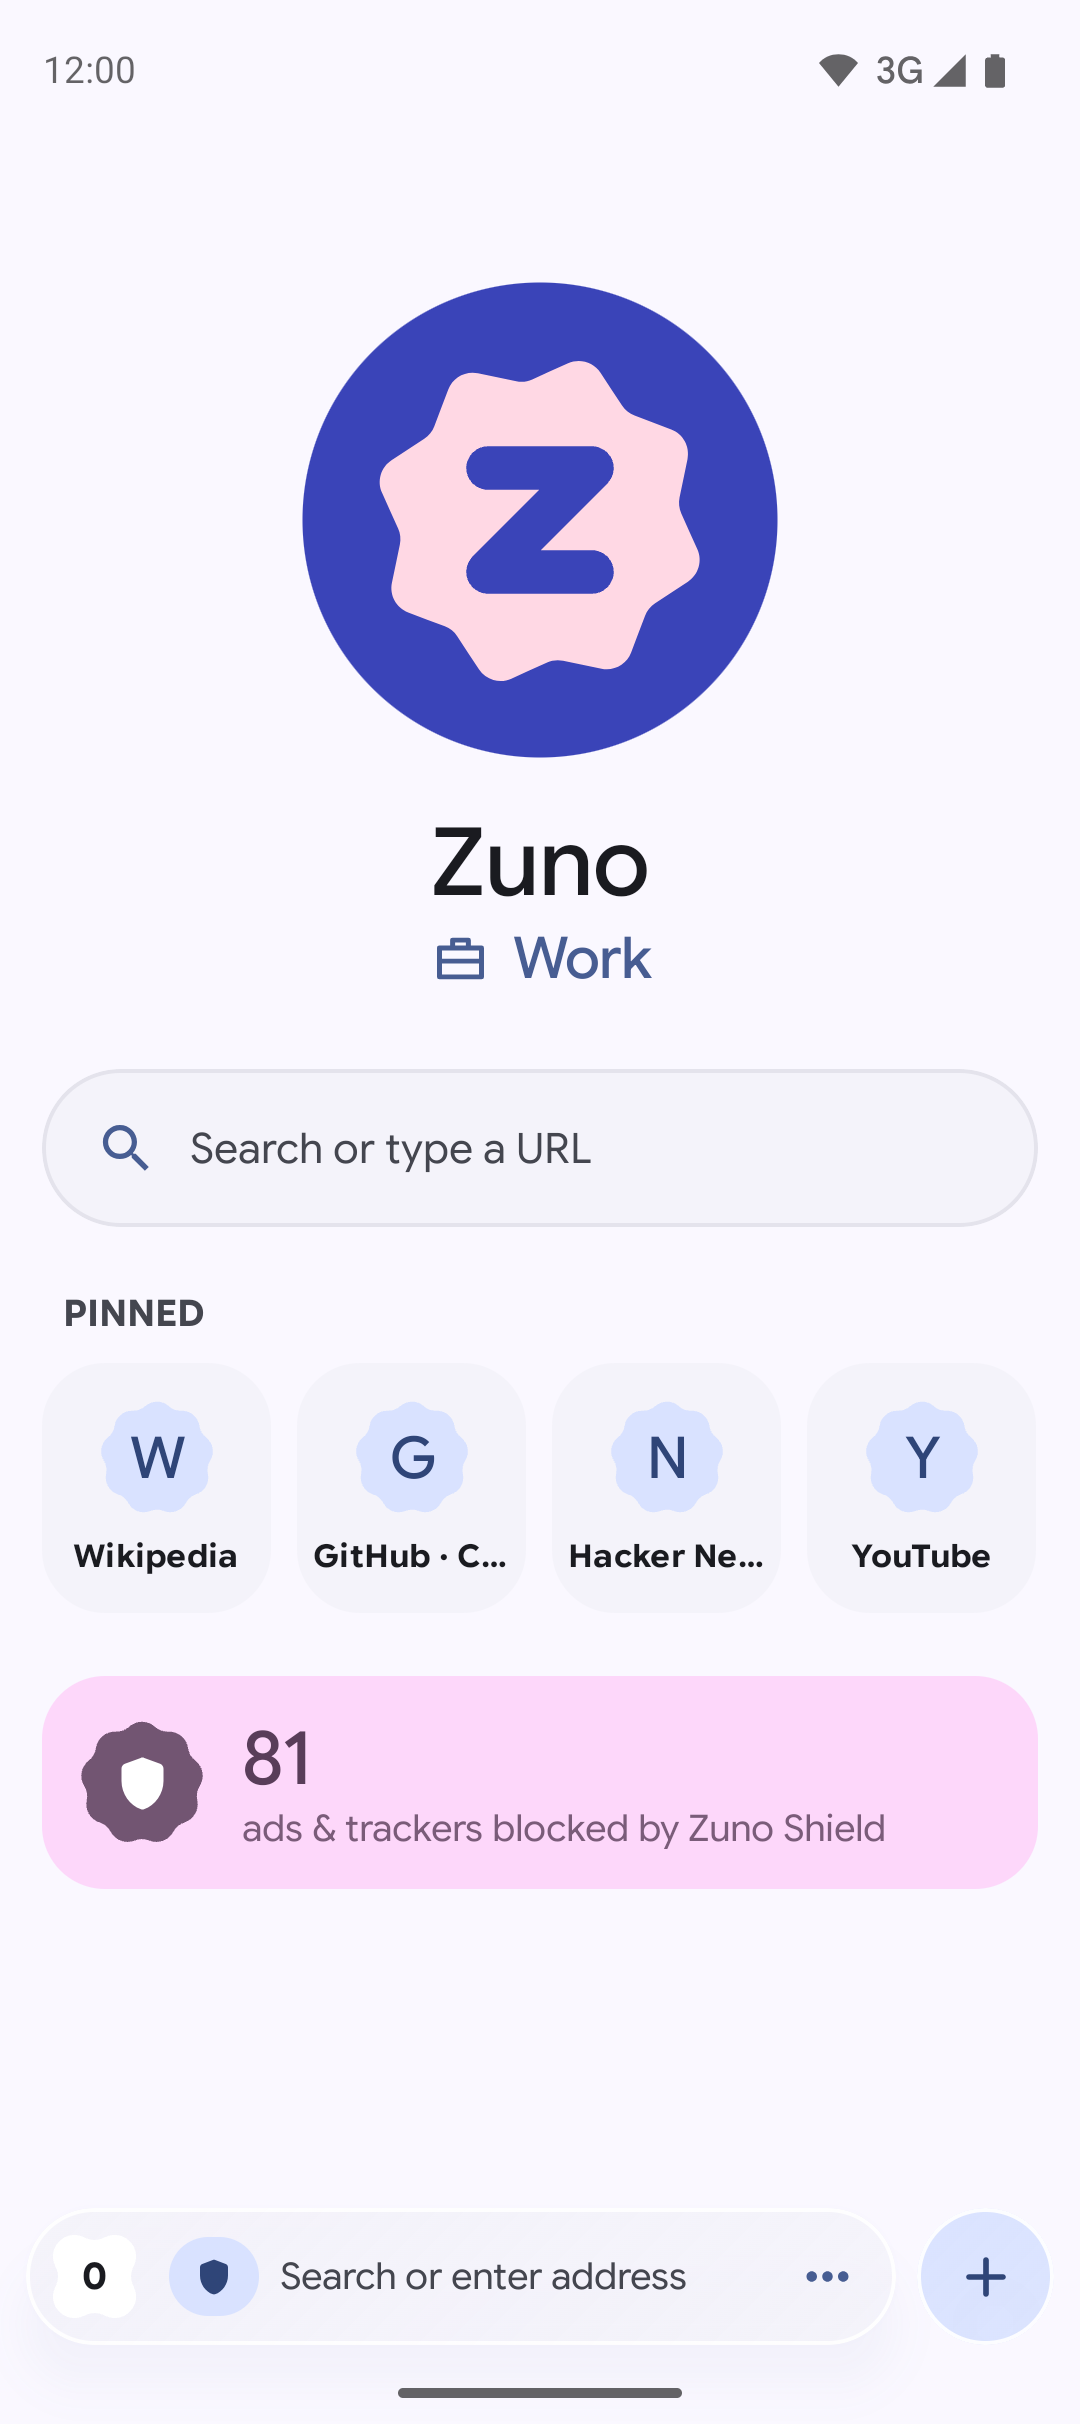 12:00
3G
Z
Zuno
Work
Search or type a URL
PINNED
W
G
N
Y
Wikipedia
GitHub · C...
Hacker Ne...
YouTube
81
ads & trackers blocked by Zuno Shield
0
Search or enter address